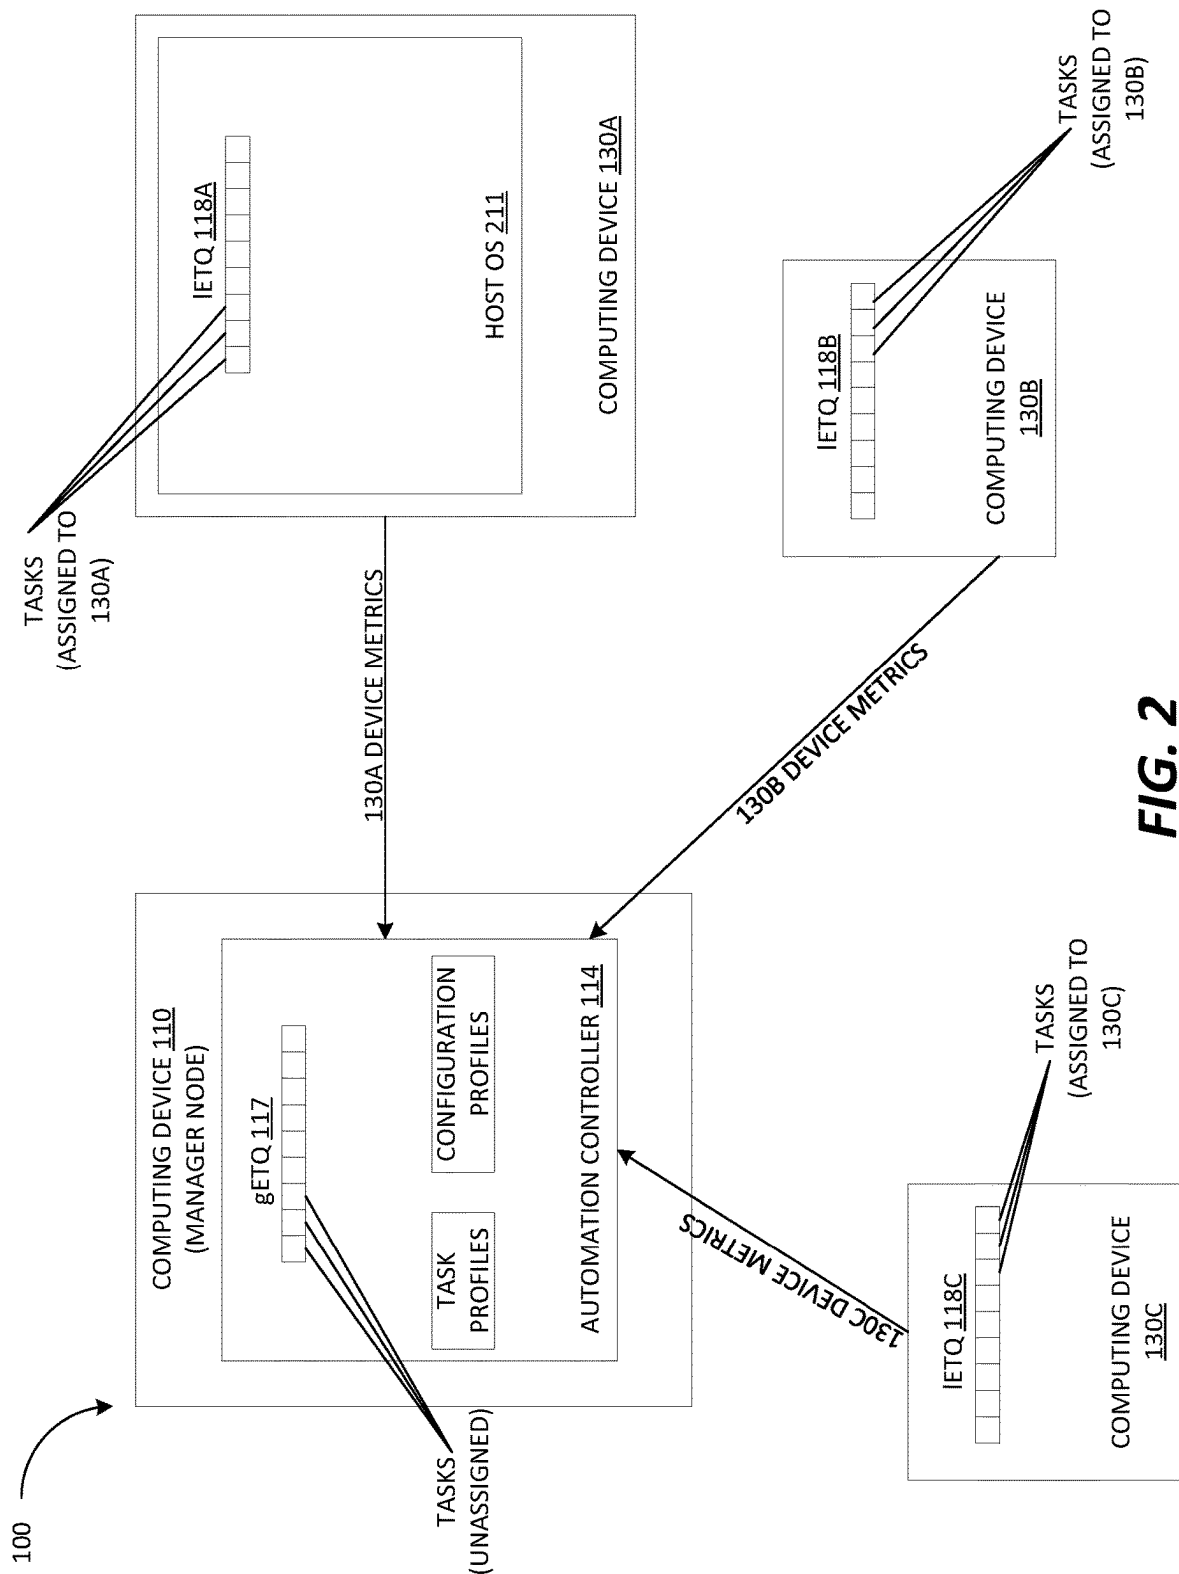 100
COMPUTING DEVICE 110
(MANAGER NODE)
gETQ 117
TASK
PROFILES
CONFIGURATION
PROFILES
AUTOMATION CONTROLLER 114
TASKS
(UNASSIGNED)
TASKS
(ASSIGNED TO
130A)
130A DEVICE METRICS
lETQ 118A
HOST OS 211
COMPUTING DEVICE 130A
130C DEVICE METRICS
lETQ 118C
COMPUTING DEVICE
130C
TASKS
(ASSIGNED TO
130C)
130B DEVICE METRICS
lETQ 118B
COMPUTING DEVICE
130B
TASKS
(ASSIGNED TO
130B)
FIG. 2